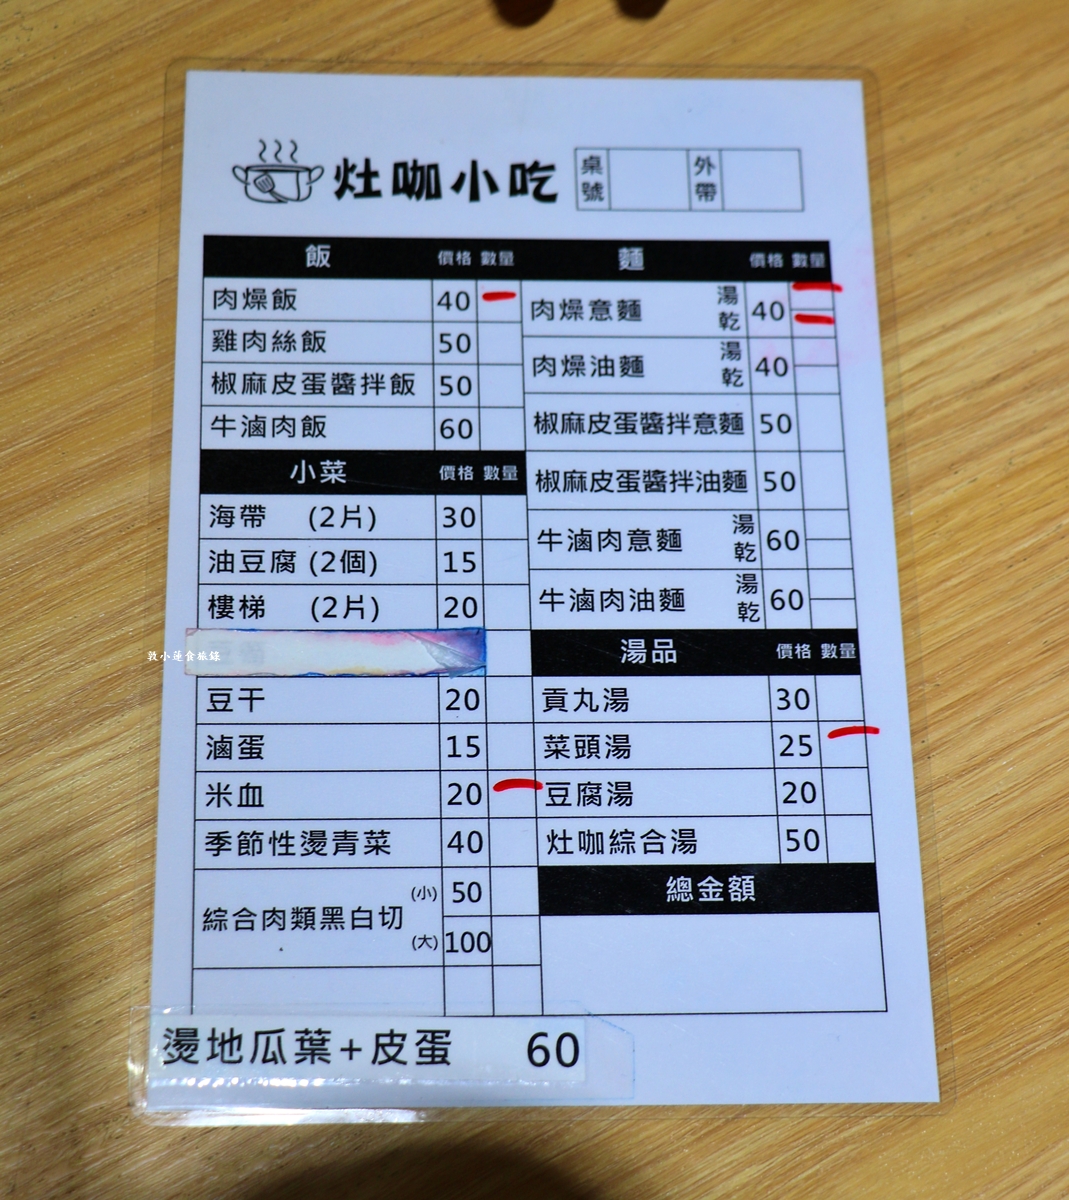 灶咖小吃
桌號 外帶
飯 價格 數量
肉燥飯 40
雞肉絲飯 50
椒麻皮蛋醬拌飯 50
牛滷肉飯 60
小菜 價格 數量
海帶 (2片) 30
油豆腐 (2個) 15
樓梯 (2片) 20
敦小蓮食旅錄
豆干 20
滷蛋 15
米血 20
季節性燙青菜 40
綜合肉類黑白切 (小) 50
(大) 100
麵 價格 數量
肉燥意麵 湯 乾 40
肉燥油麵 湯 乾 40
椒麻皮蛋醬拌意麵 50
椒麻皮蛋醬拌油麵 50
牛滷肉意麵 湯 乾 60
牛滷肉油麵 湯 乾 60
湯品 價格 數量
貢丸湯 30
菜頭湯 25
豆腐湯 20
灶咖綜合湯 50
總金額
燙地瓜葉+皮蛋 60